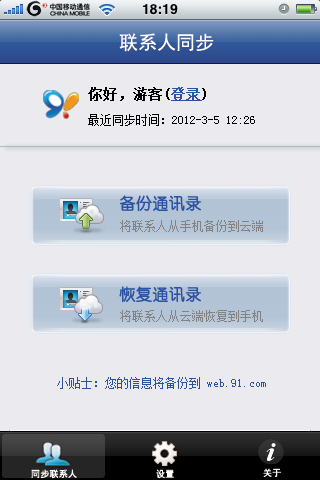 中国移动通信
CHINA MOBILE
18:19
联系人同步
你好，游客(登录)
最近同步时间：2012-3-5 12:26
备份通讯录
将联系人从手机备份到云端
恢复通讯录
将联系人从云端恢复到手机
小贴士：您的信息将备份到 web.91.com
同步联系人
设置
关于